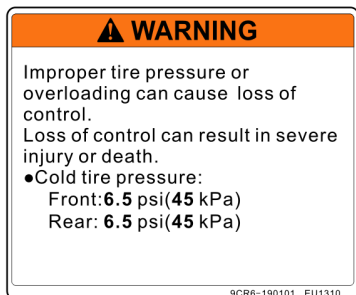 WARNING
Improper tire pressure or
overloading can cause loss of
control.
Loss of control can result in severe
injury or death.
●Cold tire pressure:
Front:6.5 psi(45 kPa)
Rear: 6.5 psi(45 kPa)
9CR6-190101 EU1310